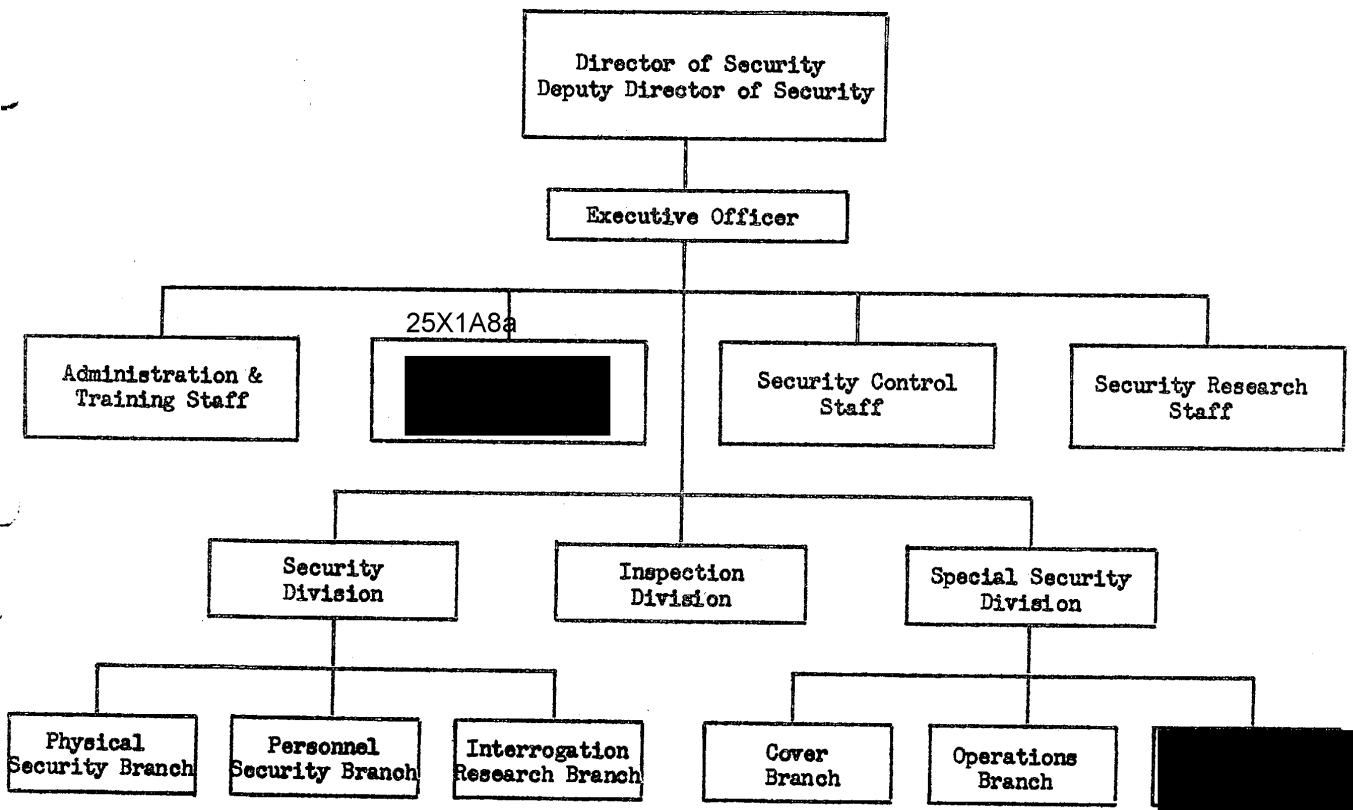 Director of Security
Deputy Director of Security
Executive Officer
25X1A8a
Administration &
Training Staff
Security Control
Staff
Security Research
Staff
Security
Division
Inspection
Division
Special Security
Division
Physical
Security Branch
Personnel
Security Branch
Interrogation
Research Branch
Cover
Branch
Operations
Branch